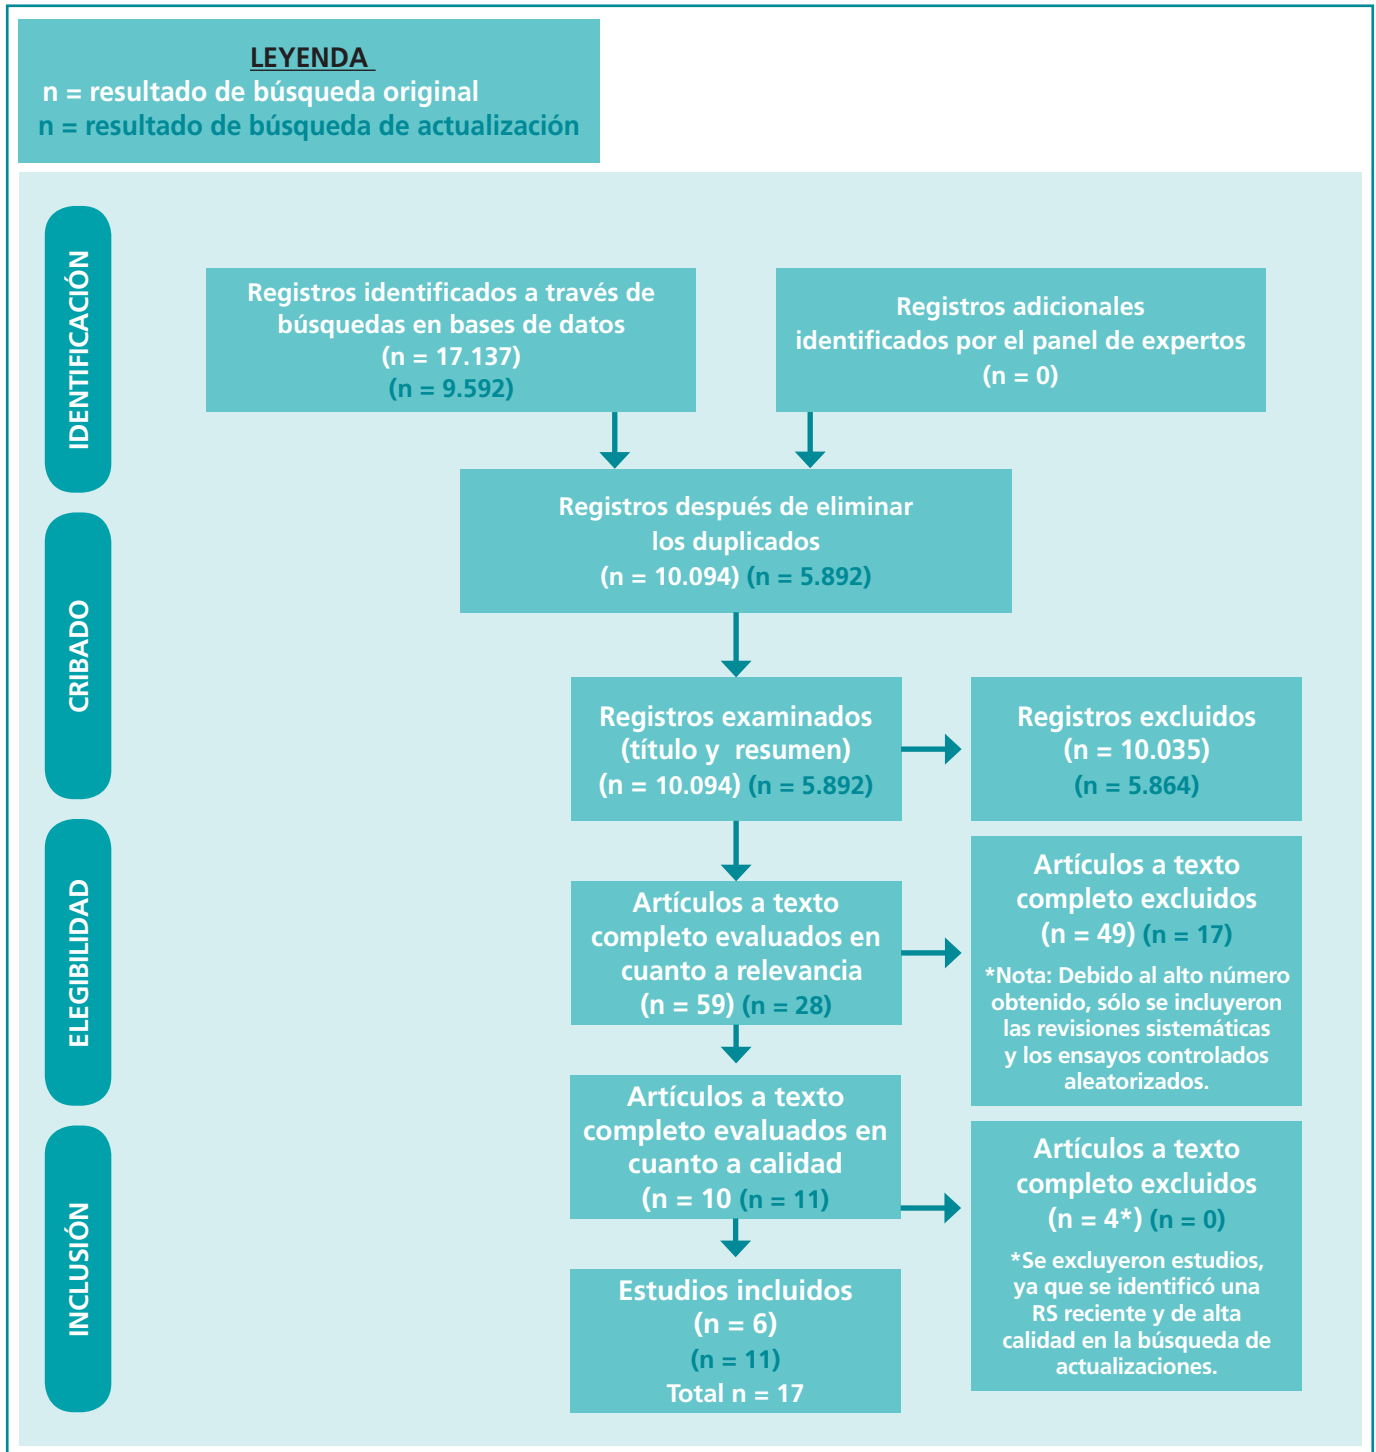 LEYENDA
n = resultado de búsqueda original
n = resultado de búsqueda de actualización
IDENTIFICACIÓN
Registros identificados a través de
búsquedas en bases de datos
(n = 17.137)
(n = 9.592)
Registros adicionales
identificados por el panel de expertos
(n = 0)
Registros después de eliminar
los duplicados
(n = 10.094) (n = 5.892)
CRIBADO
Registros examinados
(título y resumen)
(n = 10.094) (n = 5.892)
Registros excluidos
(n = 10.035)
(n = 5.864)
ELEGIBILIDAD
Artículos a texto
completo evaluados en
cuanto a relevancia
(n = 59) (n = 28)
Artículos a texto
completo excluidos
(n = 49) (n = 17)
*Nota: Debido al alto número
obtenido, sólo se incluyeron
las revisiones sistemáticas
y los ensayos controlados
aleatorizados.
Artículos a texto
completo evaluados en
cuanto a calidad
(n = 10 (n = 11)
Artículos a texto
completo excluidos
(n = 4*) (n = 0)
*Se excluyeron estudios,
ya que se identificó una
RS reciente y de alta
calidad en la búsqueda de
actualizaciones.
INCLUSIÓN
Estudios incluidos
(n = 6)
(n = 11)
Total n = 17